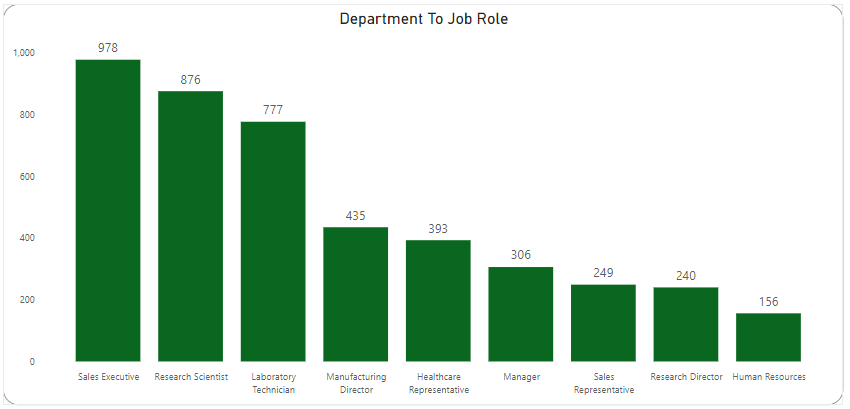 Department To Job Role
1,000
800
600
400
200
0
978
876
777
435
393
306
249
240
156
Sales Executive
Research Scientist
Laboratory
Technician
Manufacturing
Director
Healthcare
Representative
Manager
Sales
Representative
Research Director
Human Resources